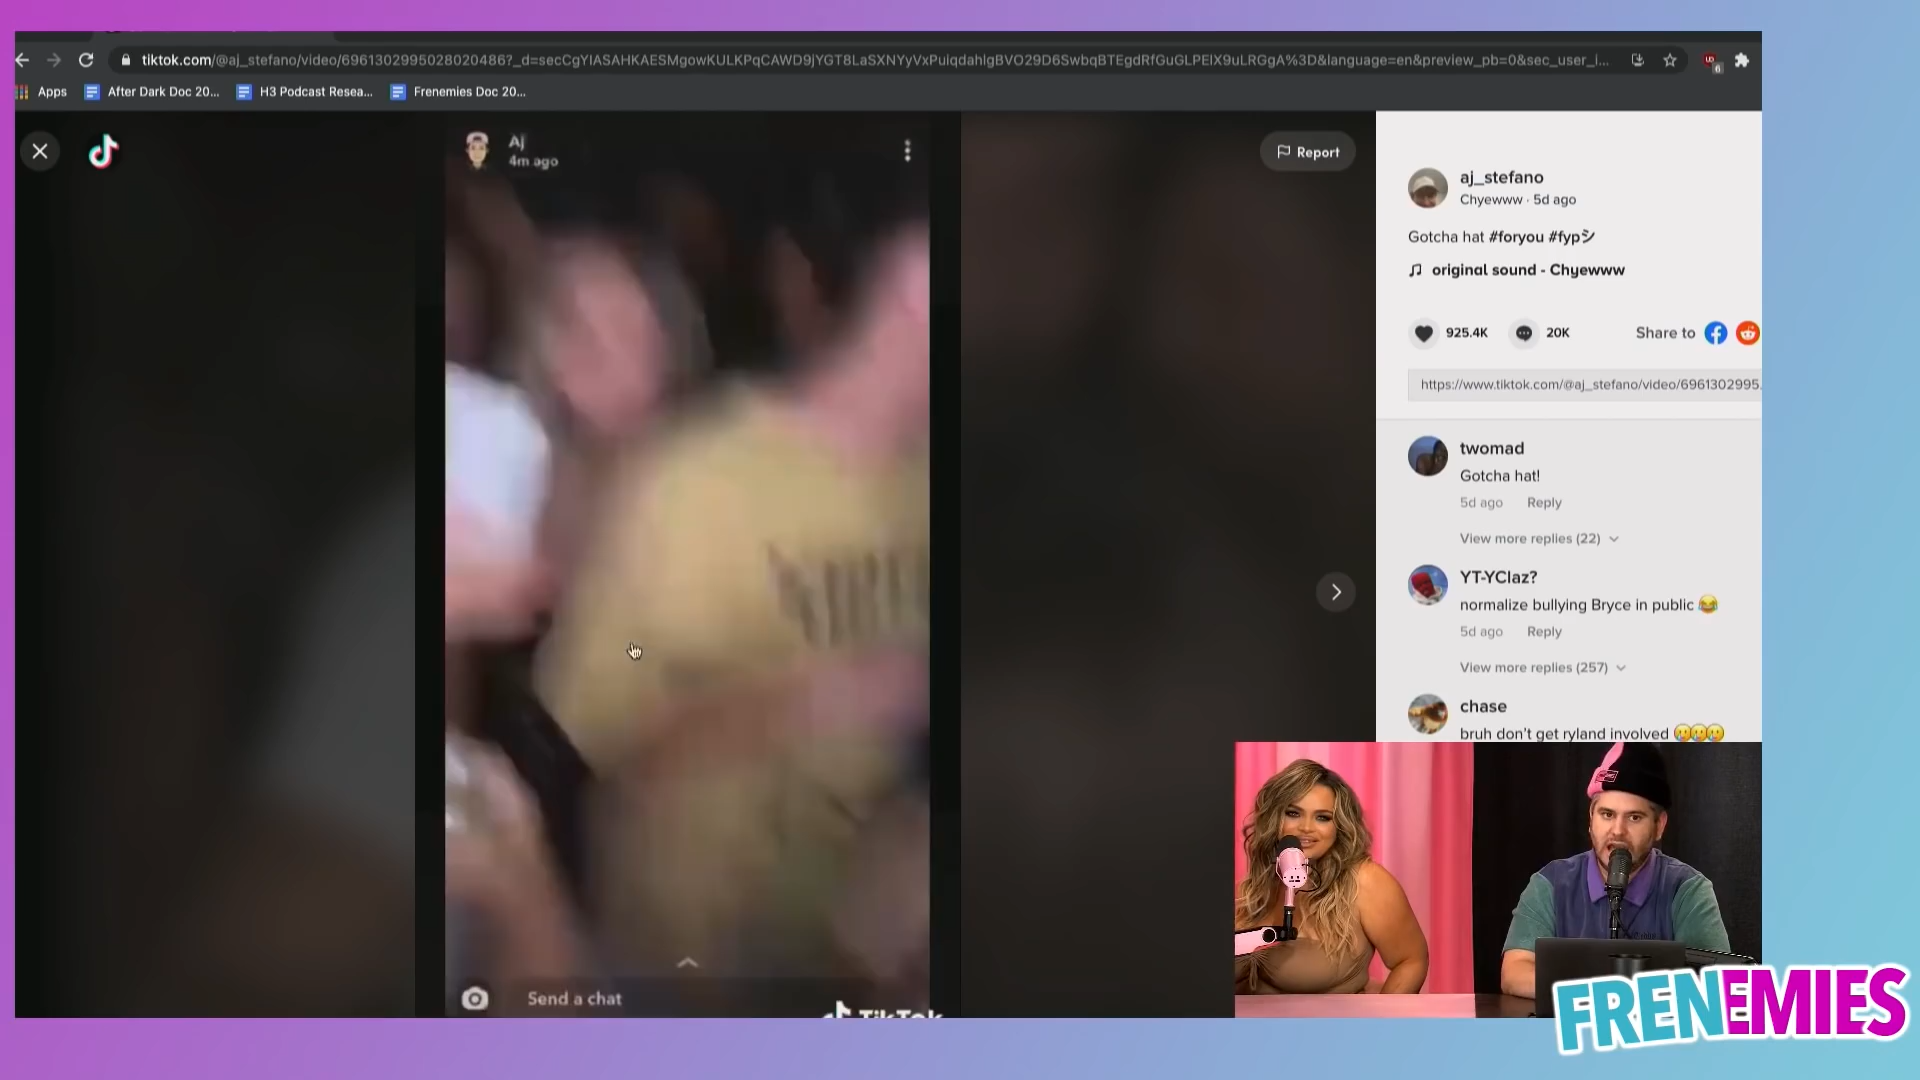 tiktok.com/@aj_stefano/video/6961302995028020486?_d=secCgYIASAHKAESMgowKULKPqCAWD9jYGT8LaSXNYyVxPuiqdahlgBVO29D6SwbqBTEgdRfGuGLPEIX9uLRGgA%3D&language=en&preview_pb=0&sec_user_i...
Apps After Dark Doc 20... H3 Podcast Resea... Frenemies Doc 20...
Aj
4m ago
Report
aj_stefano
Chyewww · 5d ago
Gotcha hat #foryou #fypシ
original sound - Chyewww
925.4K 20K Share to
https://www.tiktok.com/@aj_stefano/video/6961302995.
twomad
Gotcha hat!
5d ago Reply
View more replies (22)
YT-YClaz?
normalize bullying Bryce in public 😂
5d ago Reply
View more replies (257)
chase
bruh don't get ryland involved 🥲🥲🥲
Send a chat
TikTok
FRENEMIES